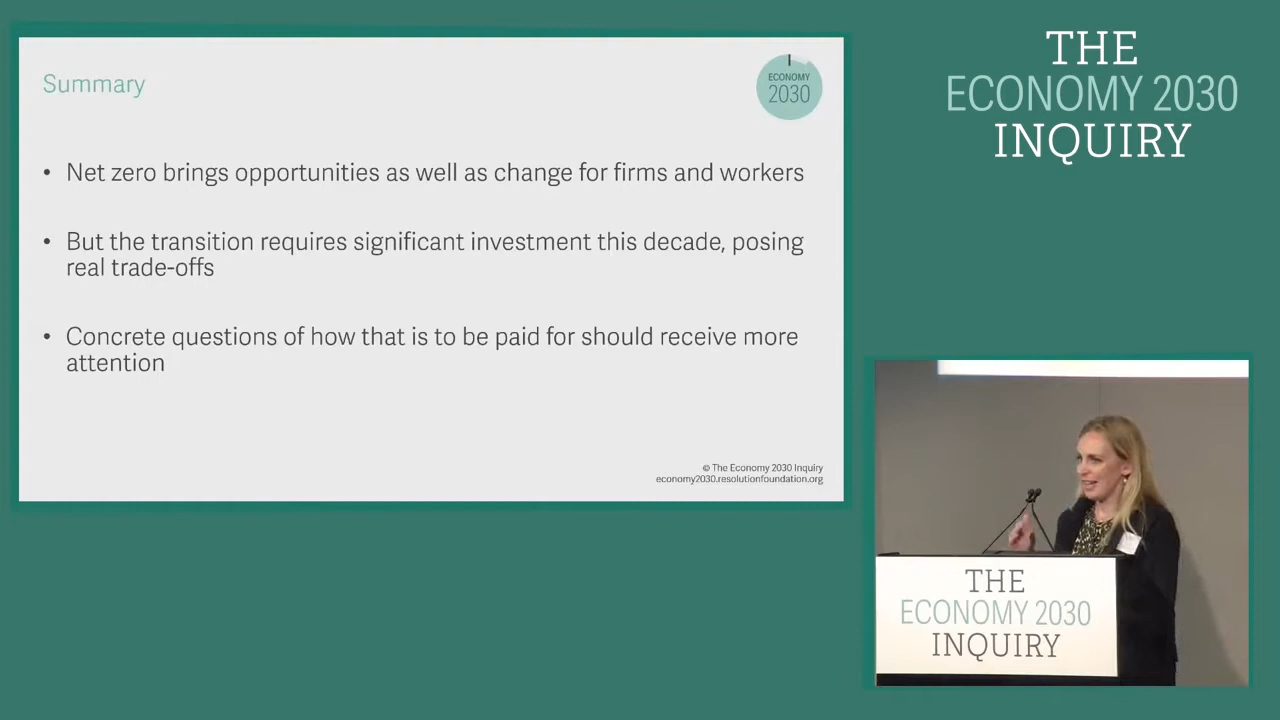 Summary
ECONOMY
2030
• Net zero brings opportunities as well as change for firms and workers
• But the transition requires significant investment this decade, posing
real trade-offs
• Concrete questions of how that is to be paid for should receive more
attention
© The Economy 2030 Inquiry
economy2030.resolutionfoundation.org
THE
ECONOMY 2030
INQUIRY
THE
ECONOMY 2030
INQUIRY